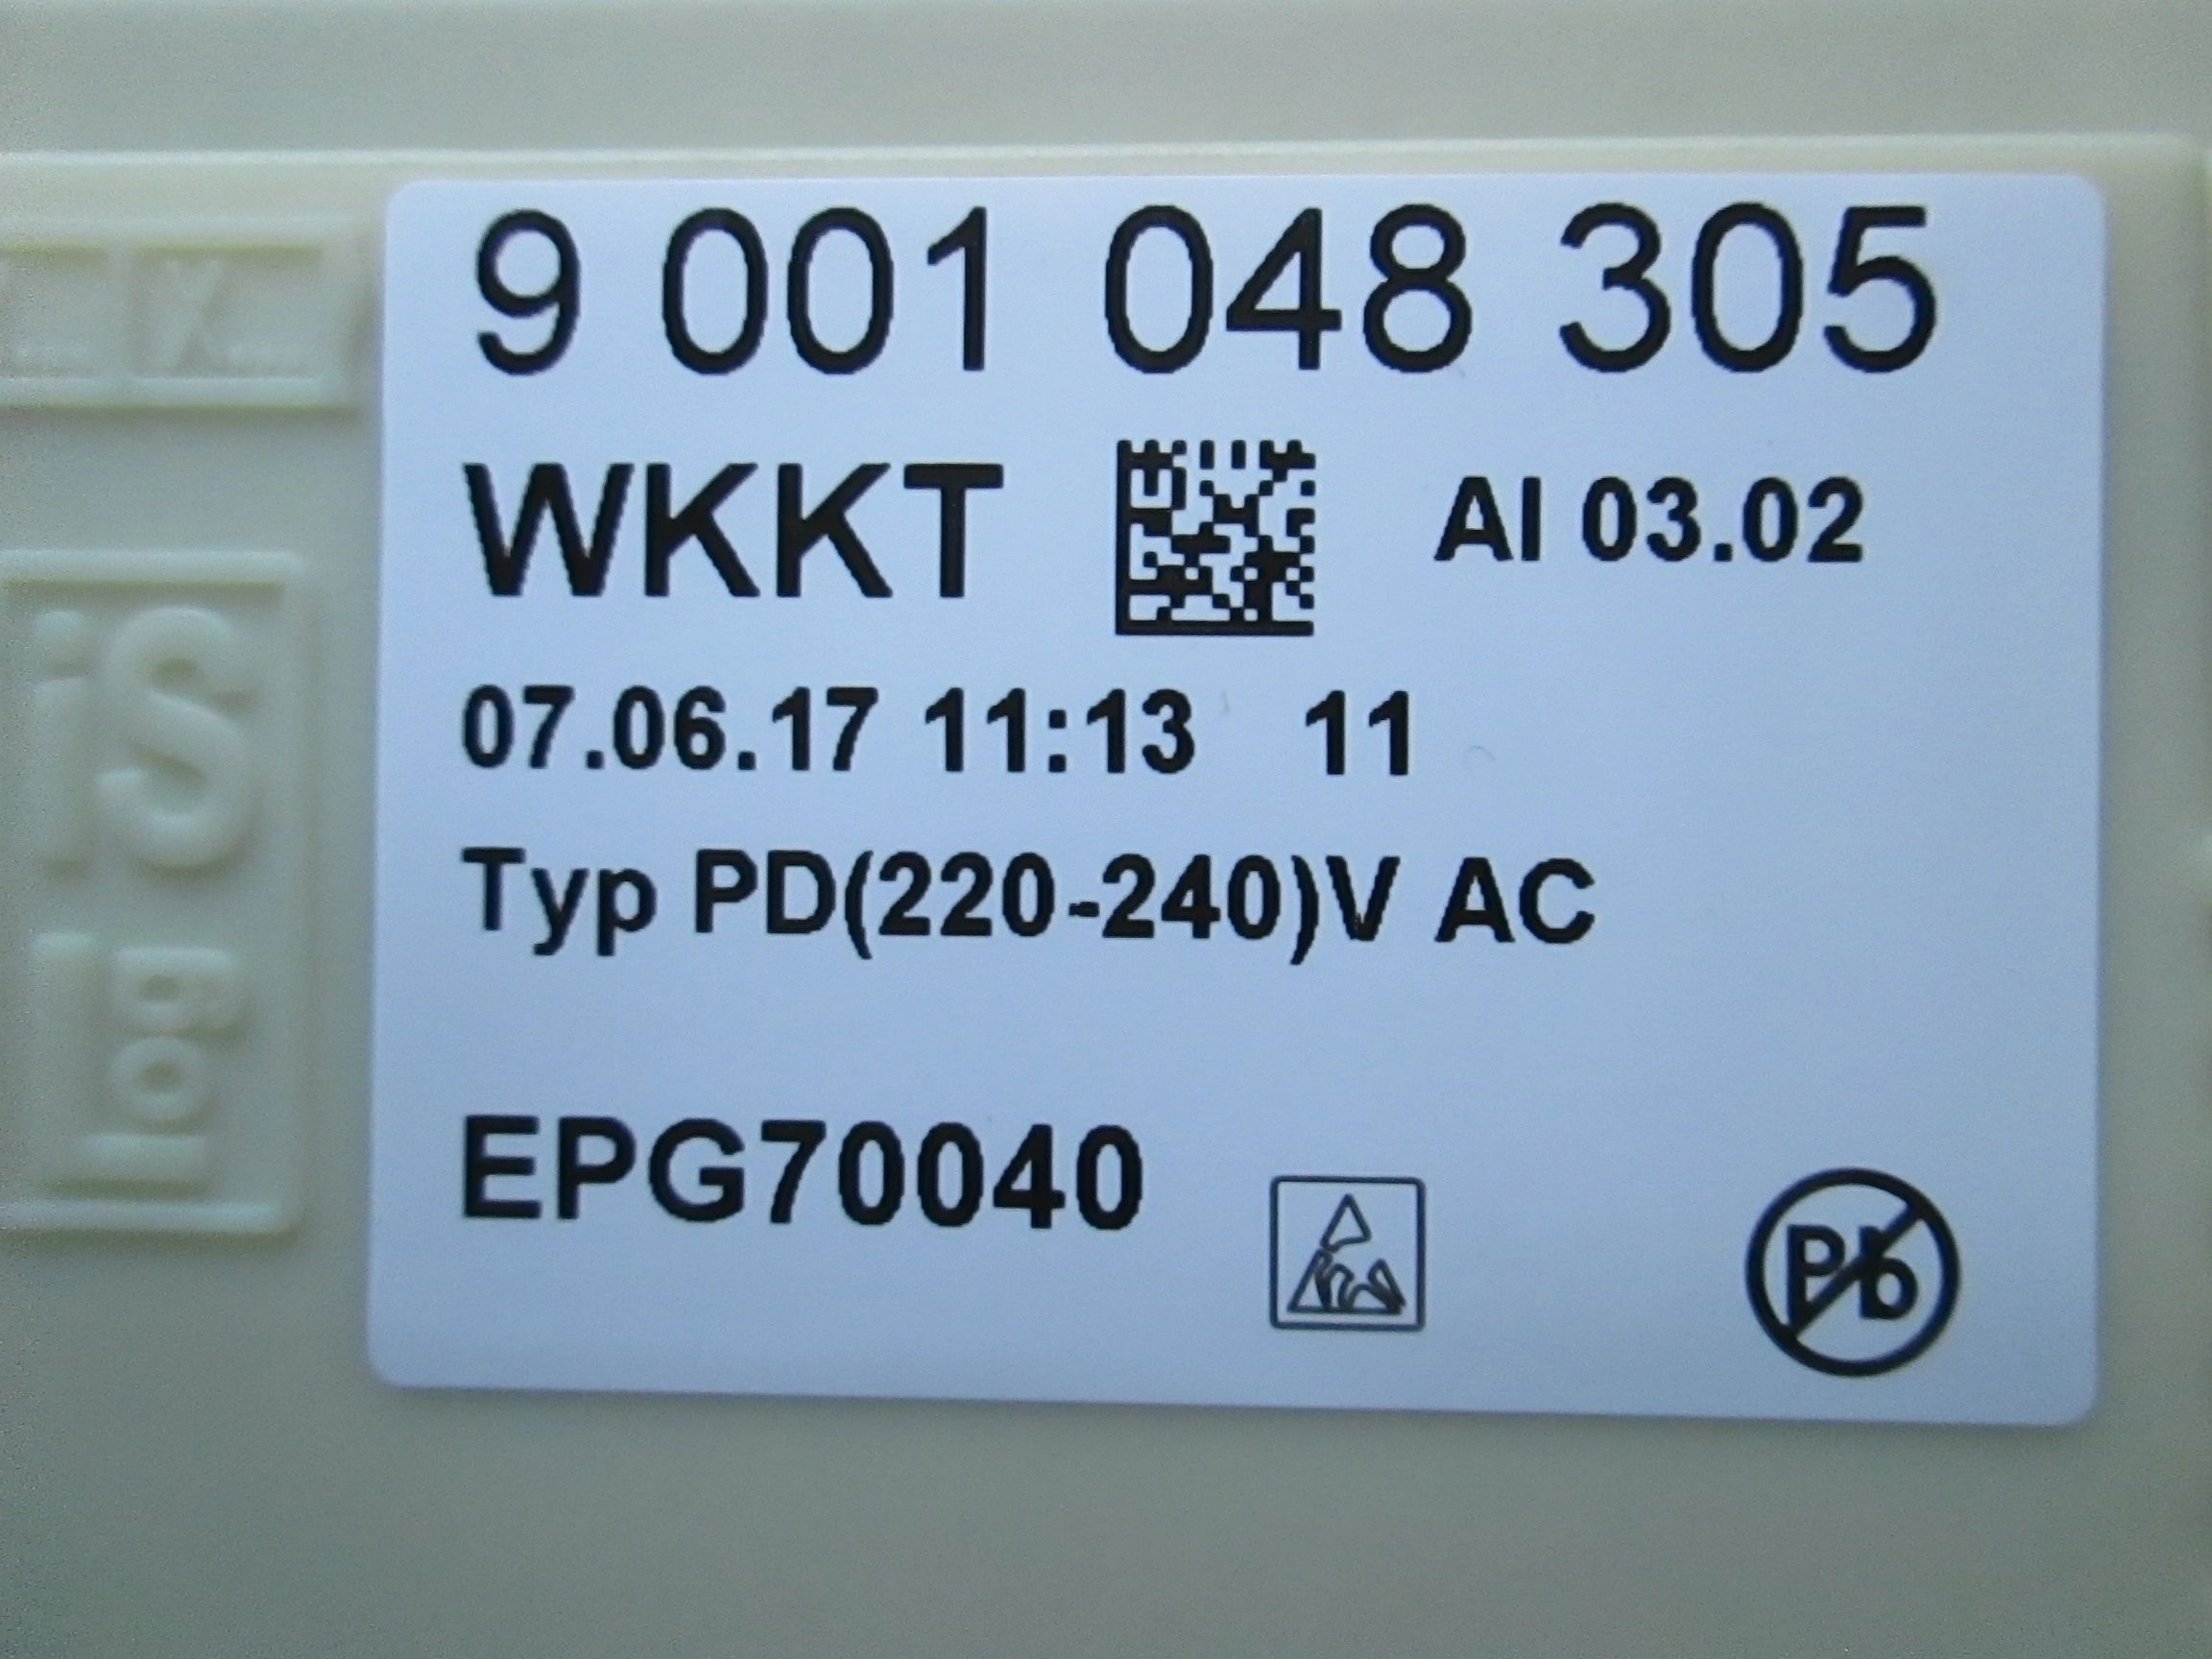 9 001 048 305
WKKT AI 03.02
07.06.17 11:13 11
Typ PD(220-240)V AC
EPG70040
Pb